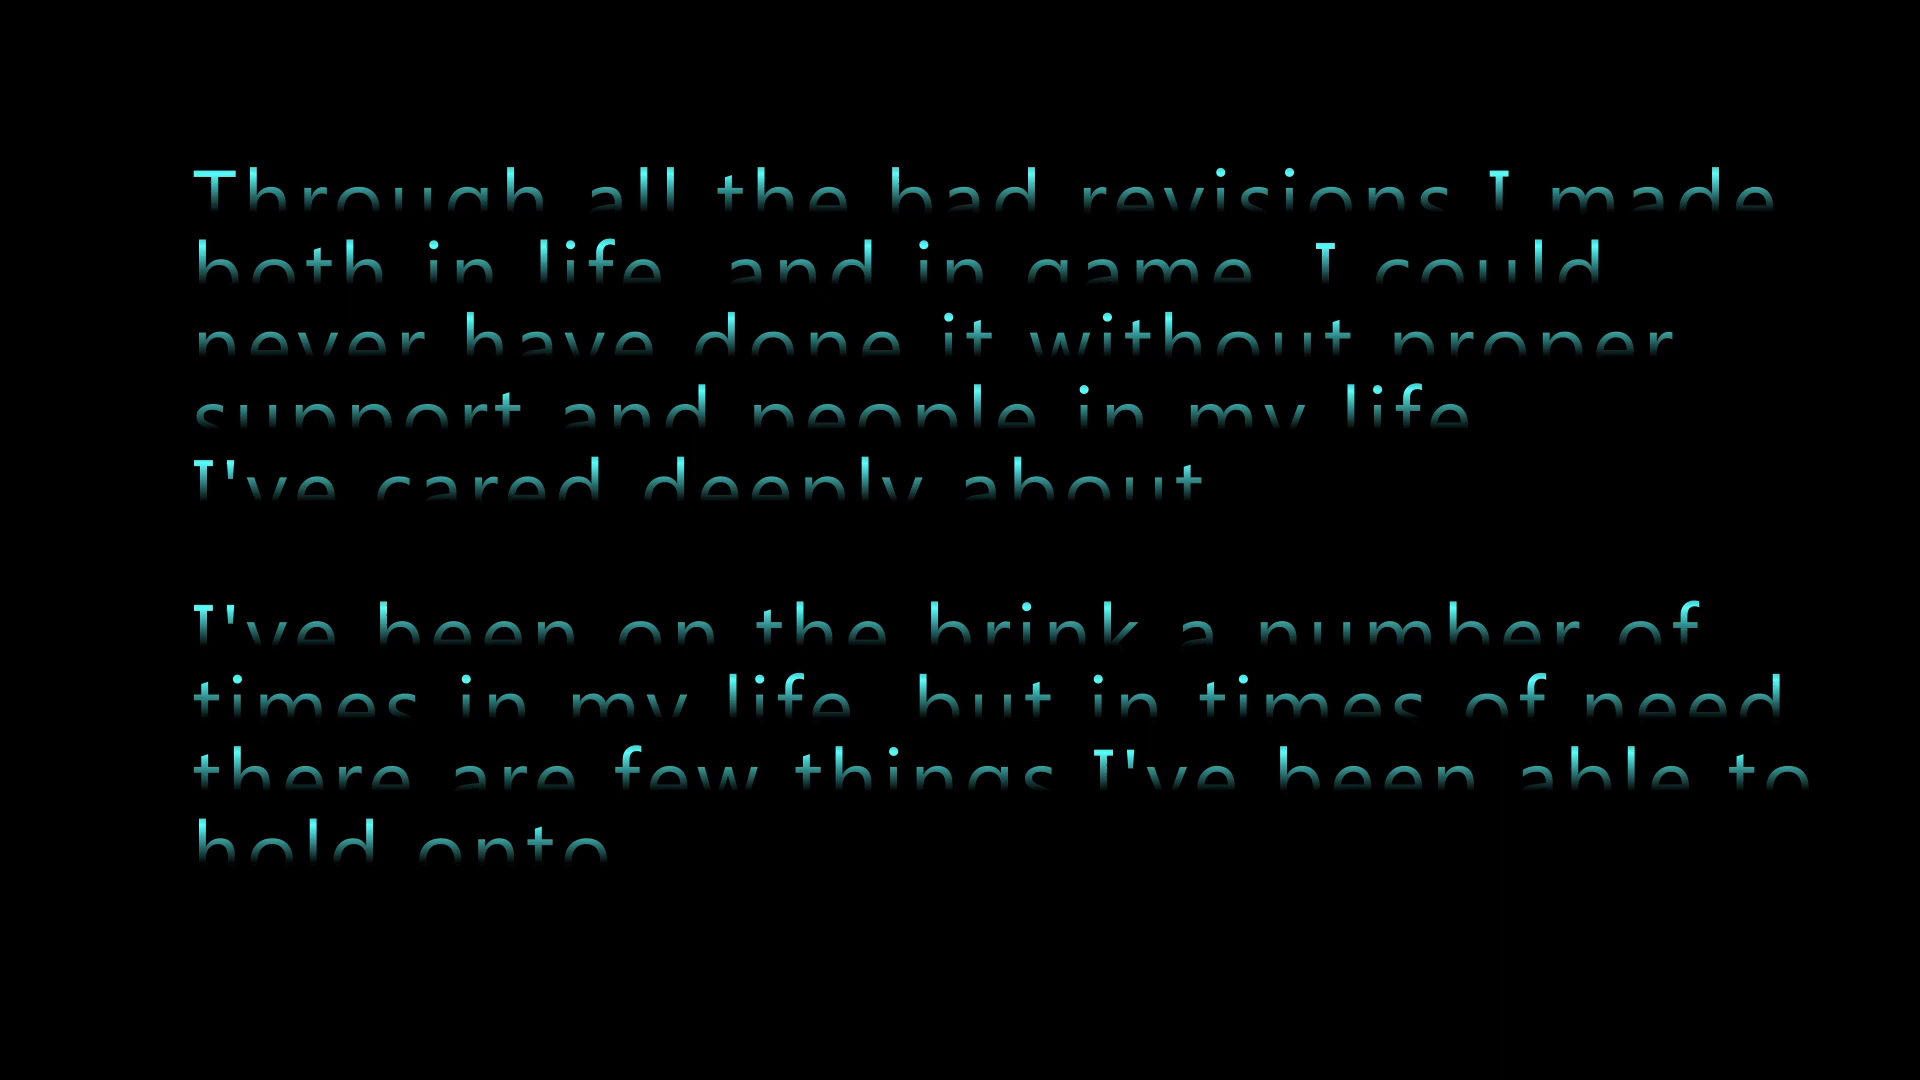 Through all the bad revisions I made
both in life, and in game, I could
never have done it without proper
support and people in my life
I've cared deeply about

I've been on the brink a number of
times in my life, but in times of need
there are few things I've been able to
hold onto